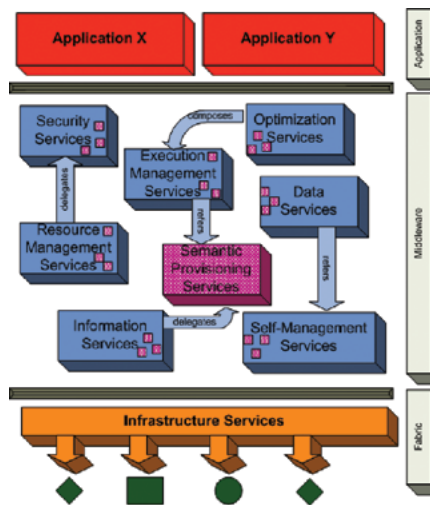 Application X
Application Y
Application
Security
Services
composes
Optimization
Services
Execution
Management
Services
delegates
Data
Services
refers
Resource
Management
Services
Semantic
Provisioning
Services
refers
Middleware
Information
Services
delegates
Self-Management
Services
Infrastructure Services
Fabric